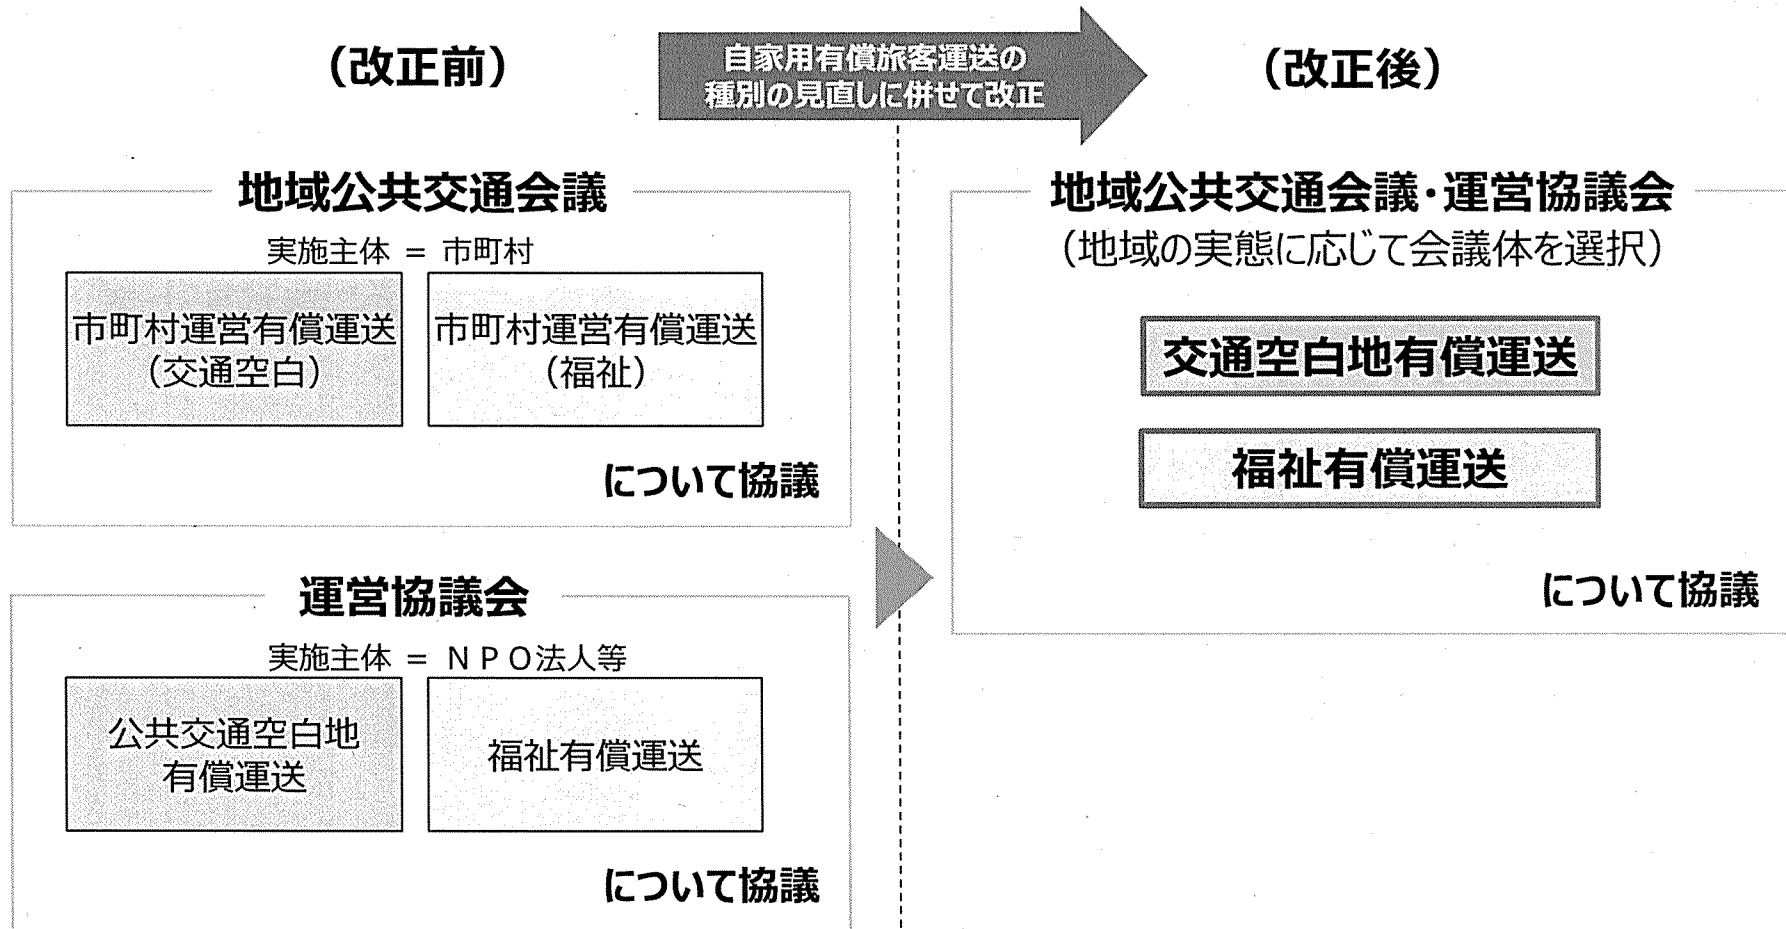 （改正前）
自家用有償旅客運送の
種別の見直しに併せて改正
（改正後）
地域公共交通会議
実施主体 ＝ 市町村
市町村運営有償運送
（交通空白）
市町村運営有償運送
（福祉）
について協議
運営協議会
実施主体 ＝ ＮＰＯ法人等
公共交通空白地
有償運送
福祉有償運送
について協議
地域公共交通会議・運営協議会
（地域の実態に応じて会議体を選択）
交通空白地有償運送
福祉有償運送
について協議